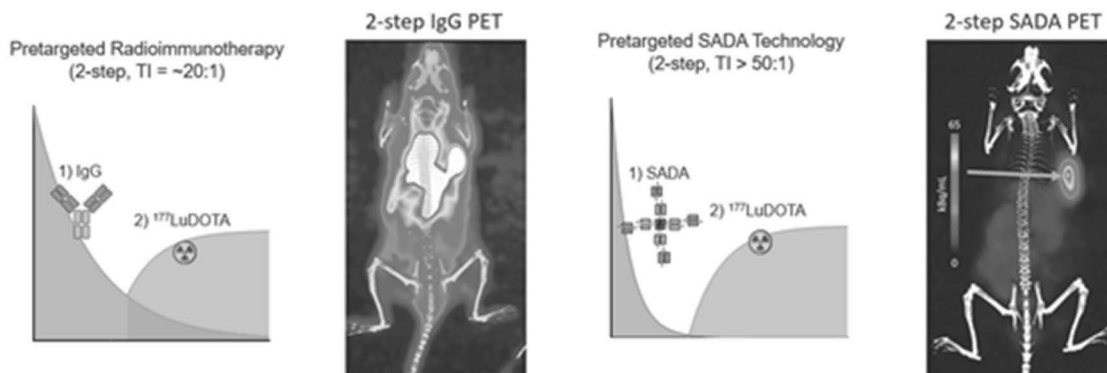 Pretargeted Radioimmunotherapy
(2-step, TI = ~20:1)
1) IgG
2) ¹⁷⁷LuDOTA
2-step IgG PET
Pretargeted SADA Technology
(2-step, TI > 50:1)
1) SADA
2) ¹⁷⁷LuDOTA
2-step SADA PET
65
kBq/mL
0